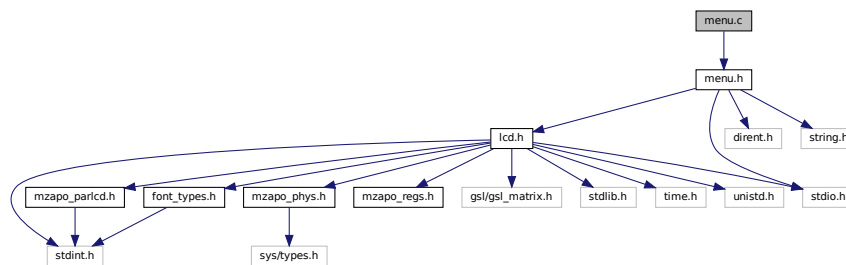 menu.c
menu.h
lcd.h
dirent.h
string.h
mzapo_parlcd.h
font_types.h
mzapo_phys.h
mzapo_regs.h
gsl/gsl_matrix.h
stdlib.h
time.h
unistd.h
stdio.h
stdint.h
sys/types.h